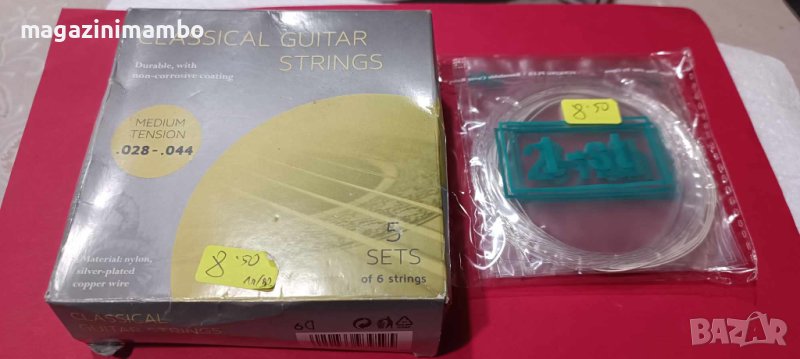 magazinimambo
CLASSICAL GUITAR
STRINGS
Durable, with
non-corrosive coating
MEDIUM
TENSION
.028-.044
5
SETS
of 6 strings
Material: nylon,
silver-plated
copper wire
8.50
CLASSICAL
GUITAR STRINGS
8.50
1-st
BAZAR